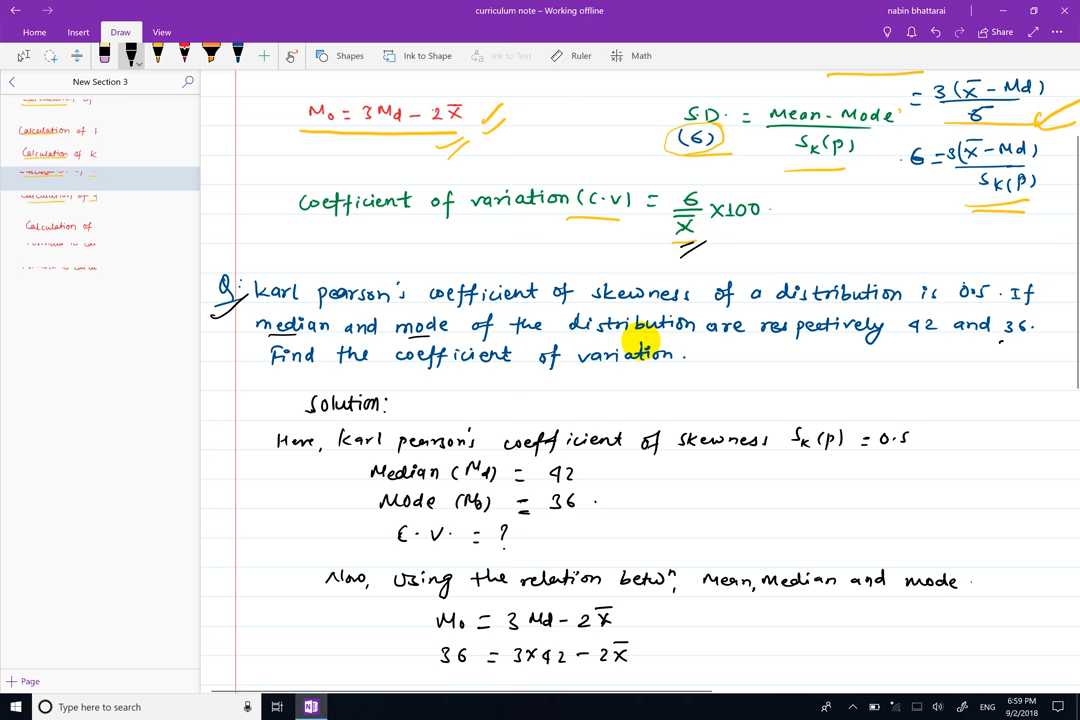 curriculum note – Working offline
nabin bhattarai
Home Insert Draw View
Share
Shapes Ink to Shape Ink to Text Ruler Math
New Section 3
Calculation of
Calculation of k
Calculation of
Page
= 3(x̄ − Md) / σ
Mo = 3Md − 2x̄
S.D. (σ) = Mean - Mode / Sk(P)
σ = 3(x̄ − Md) / Sk(P)
Coefficient of variation (C.V) = σ / x̄ × 100
Q: Karl pearson's coefficient of skewness of a distribution is 0.5. If
median and mode of the distribution are respectively 42 and 36.
Find the coefficient of variation.
Solution:
Here, Karl pearson's coefficient of skewness Sk(P) = 0.5
Median (Md) = 42
Mode (Mo) = 36
C.V. = ?
Now, Using the relation betwⁿ, Mean, Median and mode.
Mo = 3 Md − 2x̄
36 = 3×42 − 2x̄
Type here to search
ENG
6:59 PM
9/2/2018